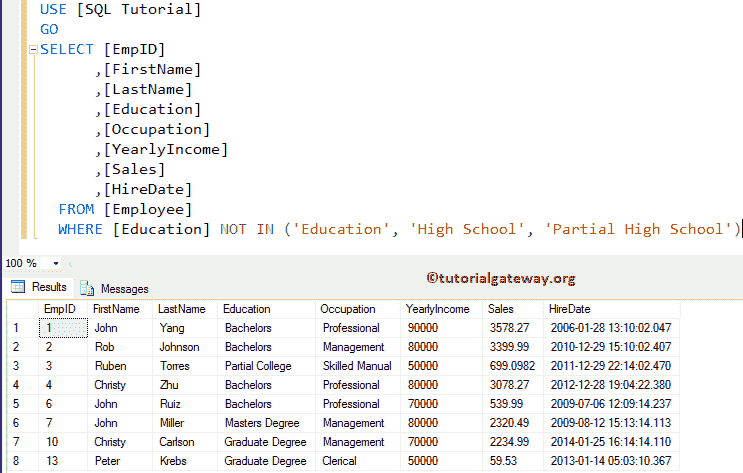 USE [SQL Tutorial]
GO
SELECT [EmpID]
,[FirstName]
,[LastName]
,[Education]
,[Occupation]
,[YearlyIncome]
,[Sales]
,[HireDate]
FROM [Employee]
WHERE [Education] NOT IN ('Education', 'High School', 'Partial High School')
100 %
©tutorialgateway.org
Results Messages
EmpID FirstName LastName Education Occupation YearlyIncome Sales HireDate
1 1 John Yang Bachelors Professional 90000 3578.27 2006-01-28 13:10:02.047
2 2 Rob Johnson Bachelors Management 80000 3399.99 2010-12-29 15:10:02.407
3 3 Ruben Torres Partial College Skilled Manual 50000 699.0982 2011-12-29 22:14:02.470
4 4 Christy Zhu Bachelors Professional 80000 3078.27 2012-12-28 19:04:22.380
5 6 John Ruiz Bachelors Professional 70000 539.99 2009-07-06 12:09:14.237
6 7 John Miller Masters Degree Management 80000 2320.49 2009-08-12 15:13:14.113
7 10 Christy Carlson Graduate Degree Management 70000 2234.99 2014-01-25 16:14:14.110
8 13 Peter Krebs Graduate Degree Clerical 50000 59.53 2013-01-14 05:03:10.367